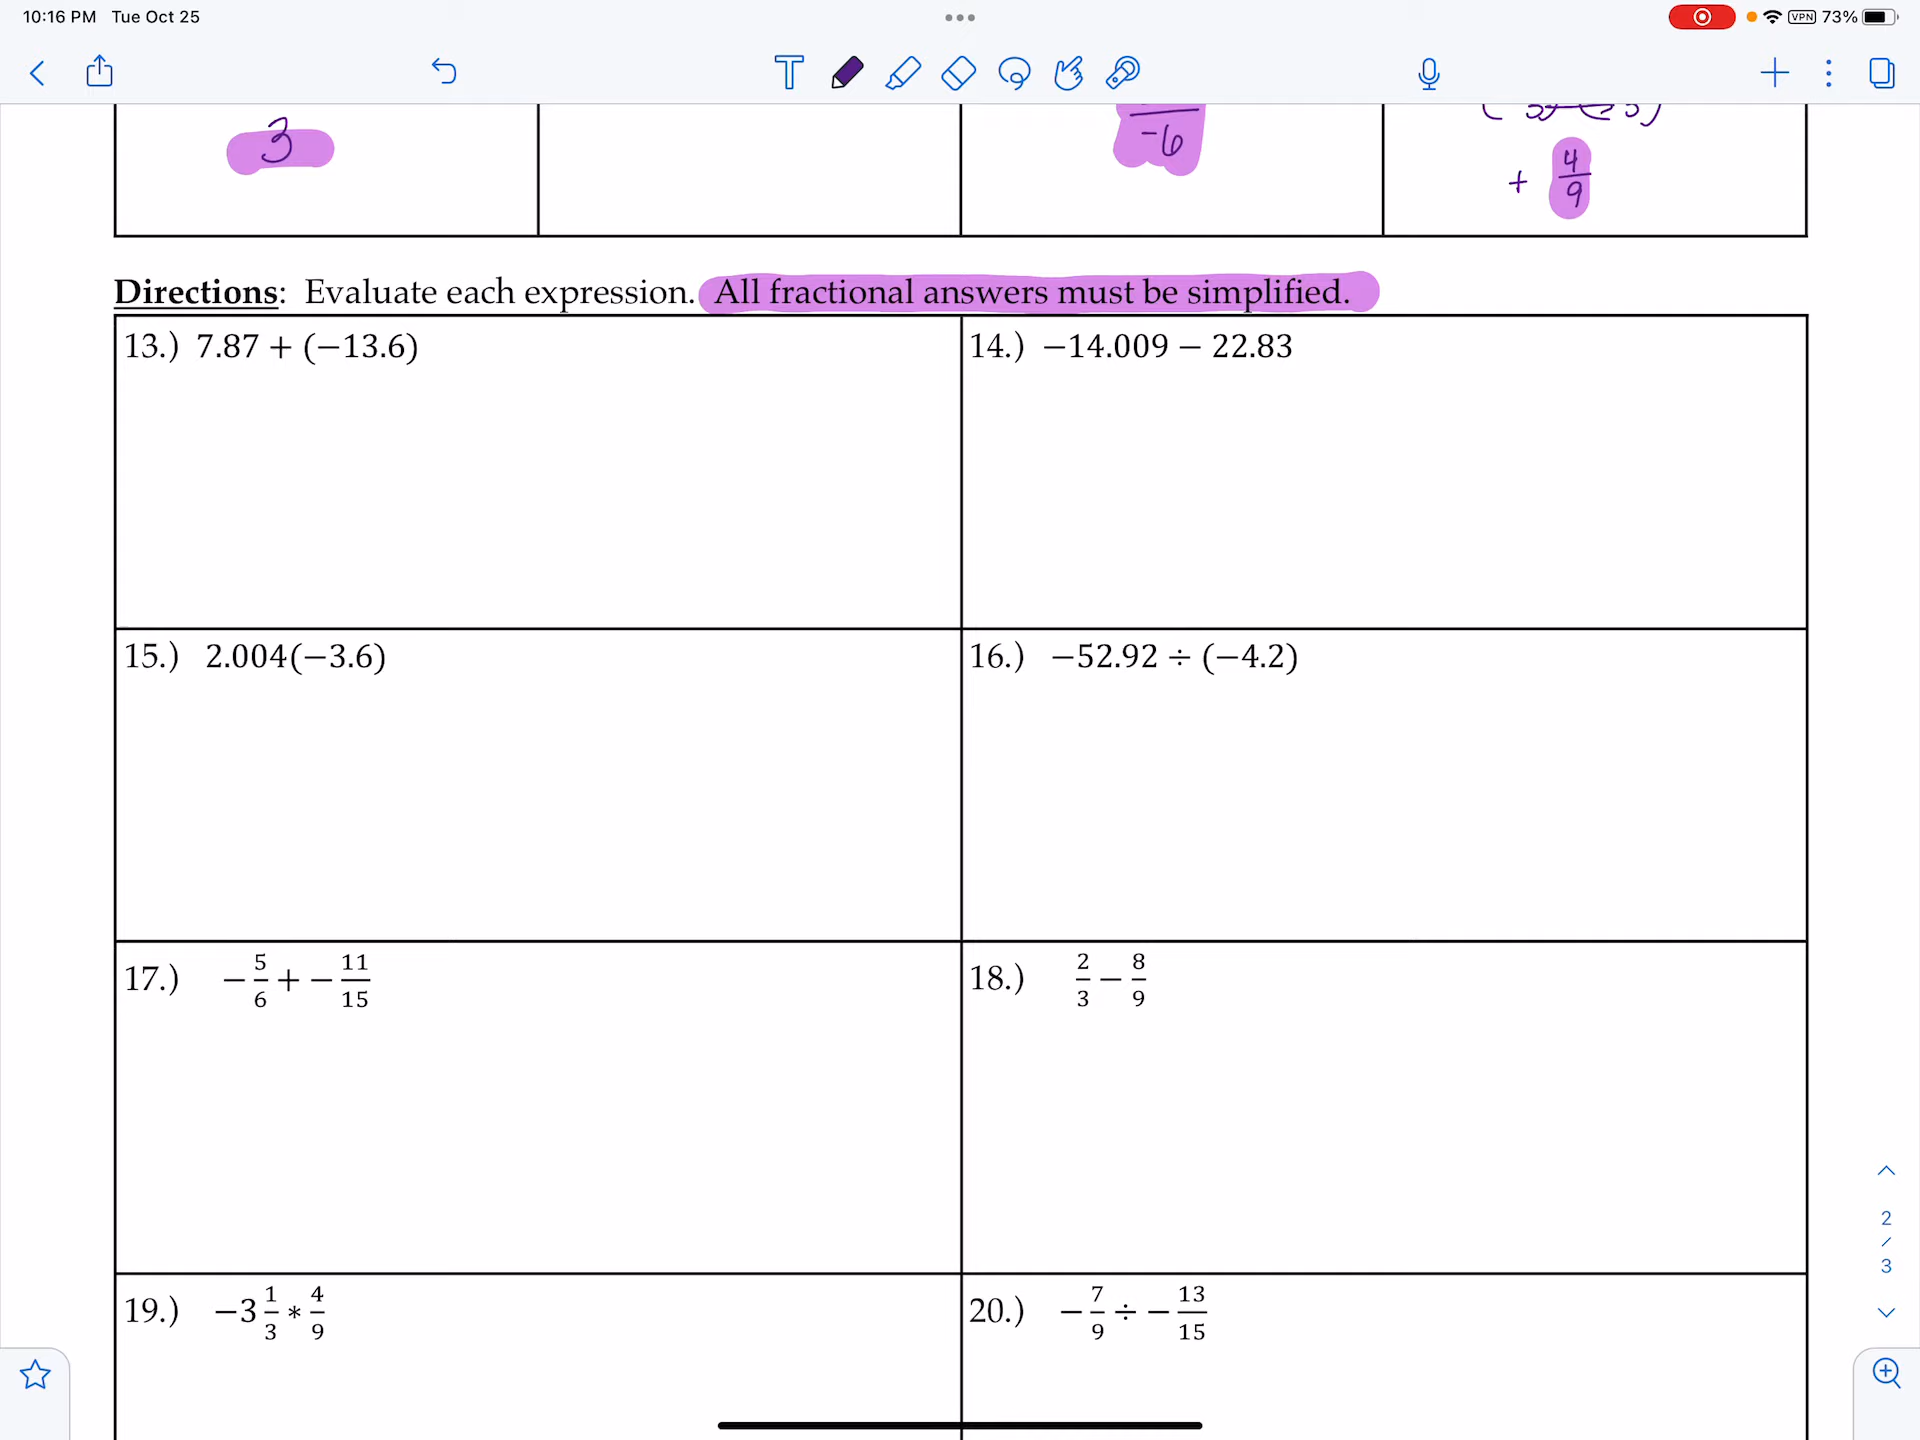 10:16 PM Tue Oct 25
VPN 73%
3
-6
+ 4/9
Directions: Evaluate each expression. All fractional answers must be simplified.
13.) 7.87 + (−13.6)
14.) −14.009 − 22.83
15.) 2.004(−3.6)
16.) −52.92 ÷ (−4.2)
17.) −5/6 + −11/15
18.) 2/3 − 8/9
19.) −3 1/3 * 4/9
20.) −7/9 ÷ −13/15
2
/
3